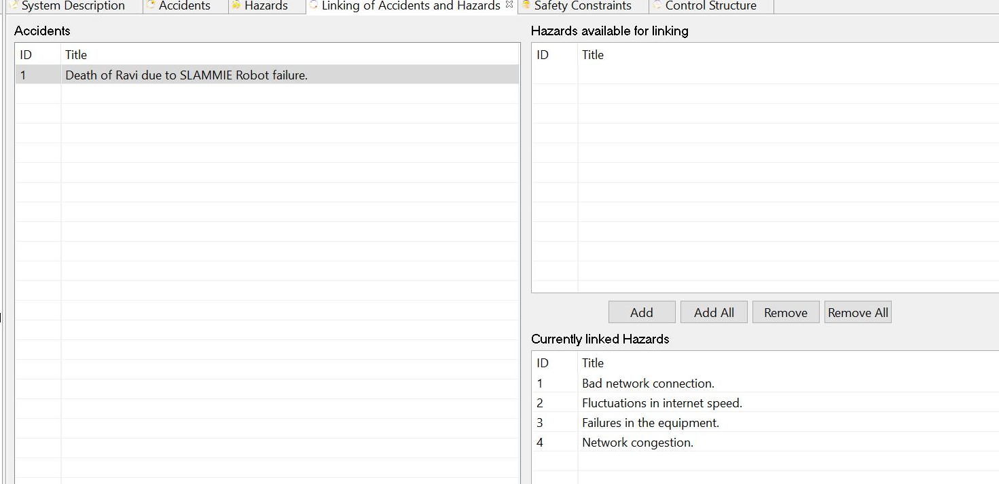 System Description
Accidents
Hazards
Linking of Accidents and Hazards
Safety Constraints
Control Structure
Accidents
ID Title
1 Death of Ravi due to SLAMMIE Robot failure.
Hazards available for linking
ID Title
Add Add All Remove Remove All
Currently linked Hazards
ID Title
1 Bad network connection.
2 Fluctuations in internet speed.
3 Failures in the equipment.
4 Network congestion.